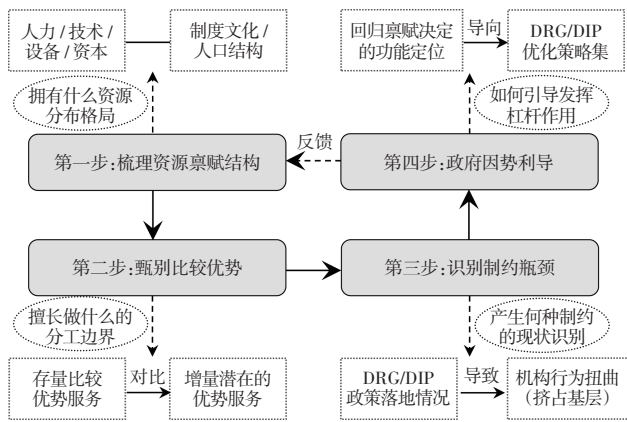 人力/技术/
设备/资本
制度文化/
人口结构
拥有什么资源
分布格局
第一步:梳理资源禀赋结构
第二步:甄别比较优势
擅长做什么的
分工边界
存量比较
优势服务
对比
增量潜在的
优势服务
回归禀赋决定
的功能定位
导向
DRG/DIP
优化策略集
如何引导发挥
杠杆作用
反馈
第四步:政府因势利导
第三步:识别制约瓶颈
产生何种制约
的现状识别
DRG/DIP
政策落地情况
导致
机构行为扭曲
（挤占基层）